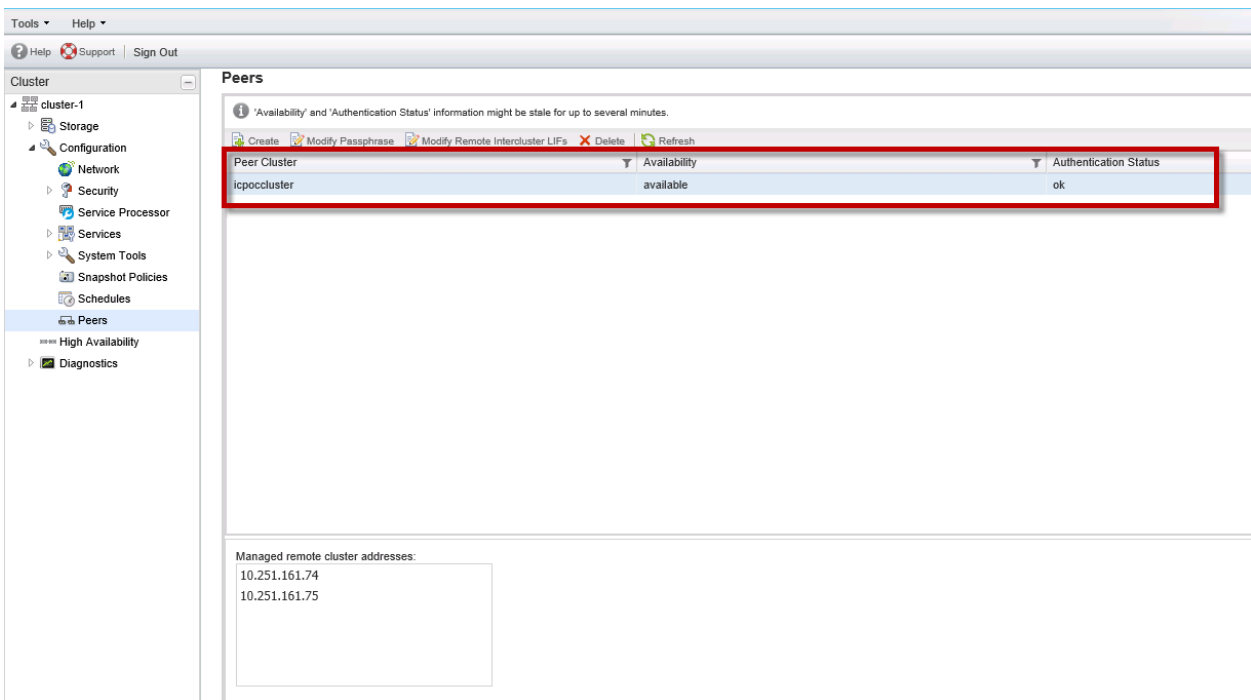 Tools Help
Help Support Sign Out
Cluster
cluster-1
Storage
Configuration
Network
Security
Service Processor
Services
System Tools
Snapshot Policies
Schedules
Peers
High Availability
Diagnostics
Peers
'Availability' and 'Authentication Status' information might be stale for up to several minutes.
Create Modify Passphrase Modify Remote Intercluster LIFs Delete Refresh
Peer Cluster Availability Authentication Status
icpoccluster available ok
Managed remote cluster addresses:
10.251.161.74
10.251.161.75